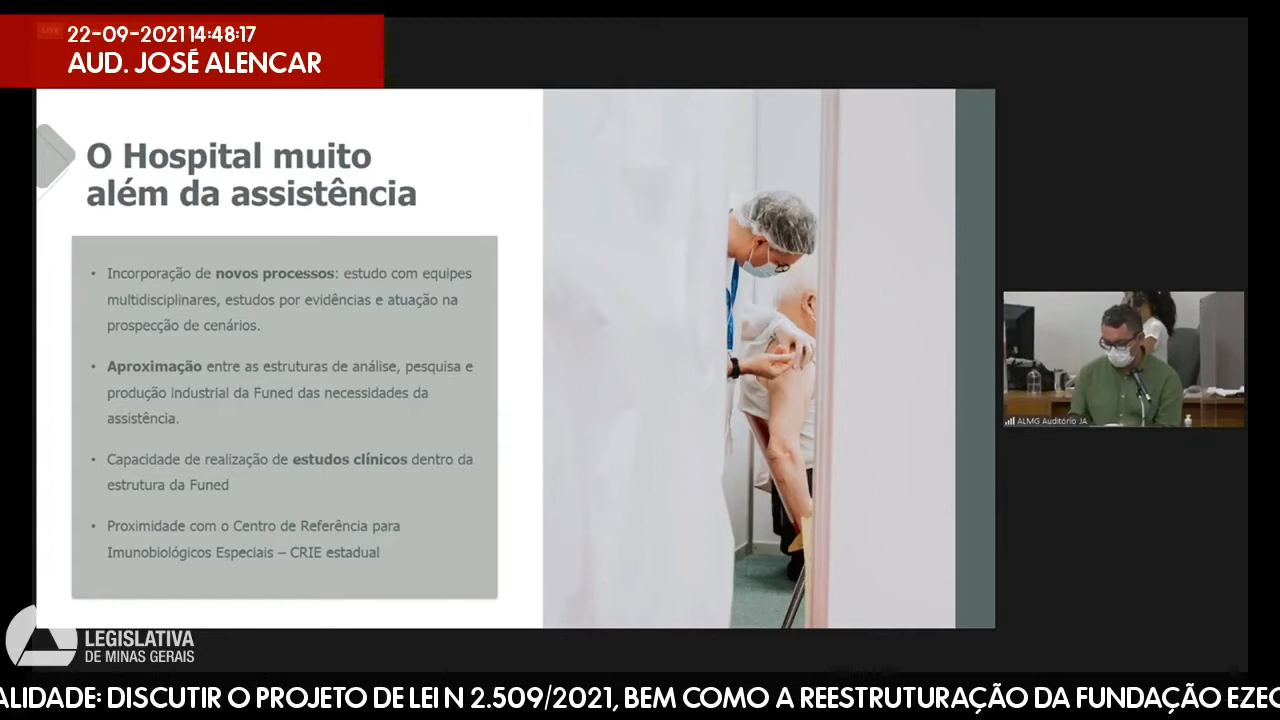 22-09-2021 14:48:17
AUD. JOSÉ ALENCAR
O Hospital muito
além da assistência
• Incorporação de novos processos: estudo com equipes
multidisciplinares, estudos por evidências e atuação na
prospecção de cenários.
• Aproximação entre as estruturas de análise, pesquisa e
produção industrial da Funed das necessidades da
assistência.
• Capacidade de realização de estudos clínicos dentro da
estrutura da Funed
• Proximidade com o Centro de Referência para
Imunobiológicos Especiais – CRIE estadual
ALMG Auditório JA
LEGISLATIVA
DE MINAS GERAIS
ALIDADE: DISCUTIR O PROJETO DE LEI N 2.509/2021, BEM COMO A REESTRUTURAÇÃO DA FUNDAÇÃO EZEC